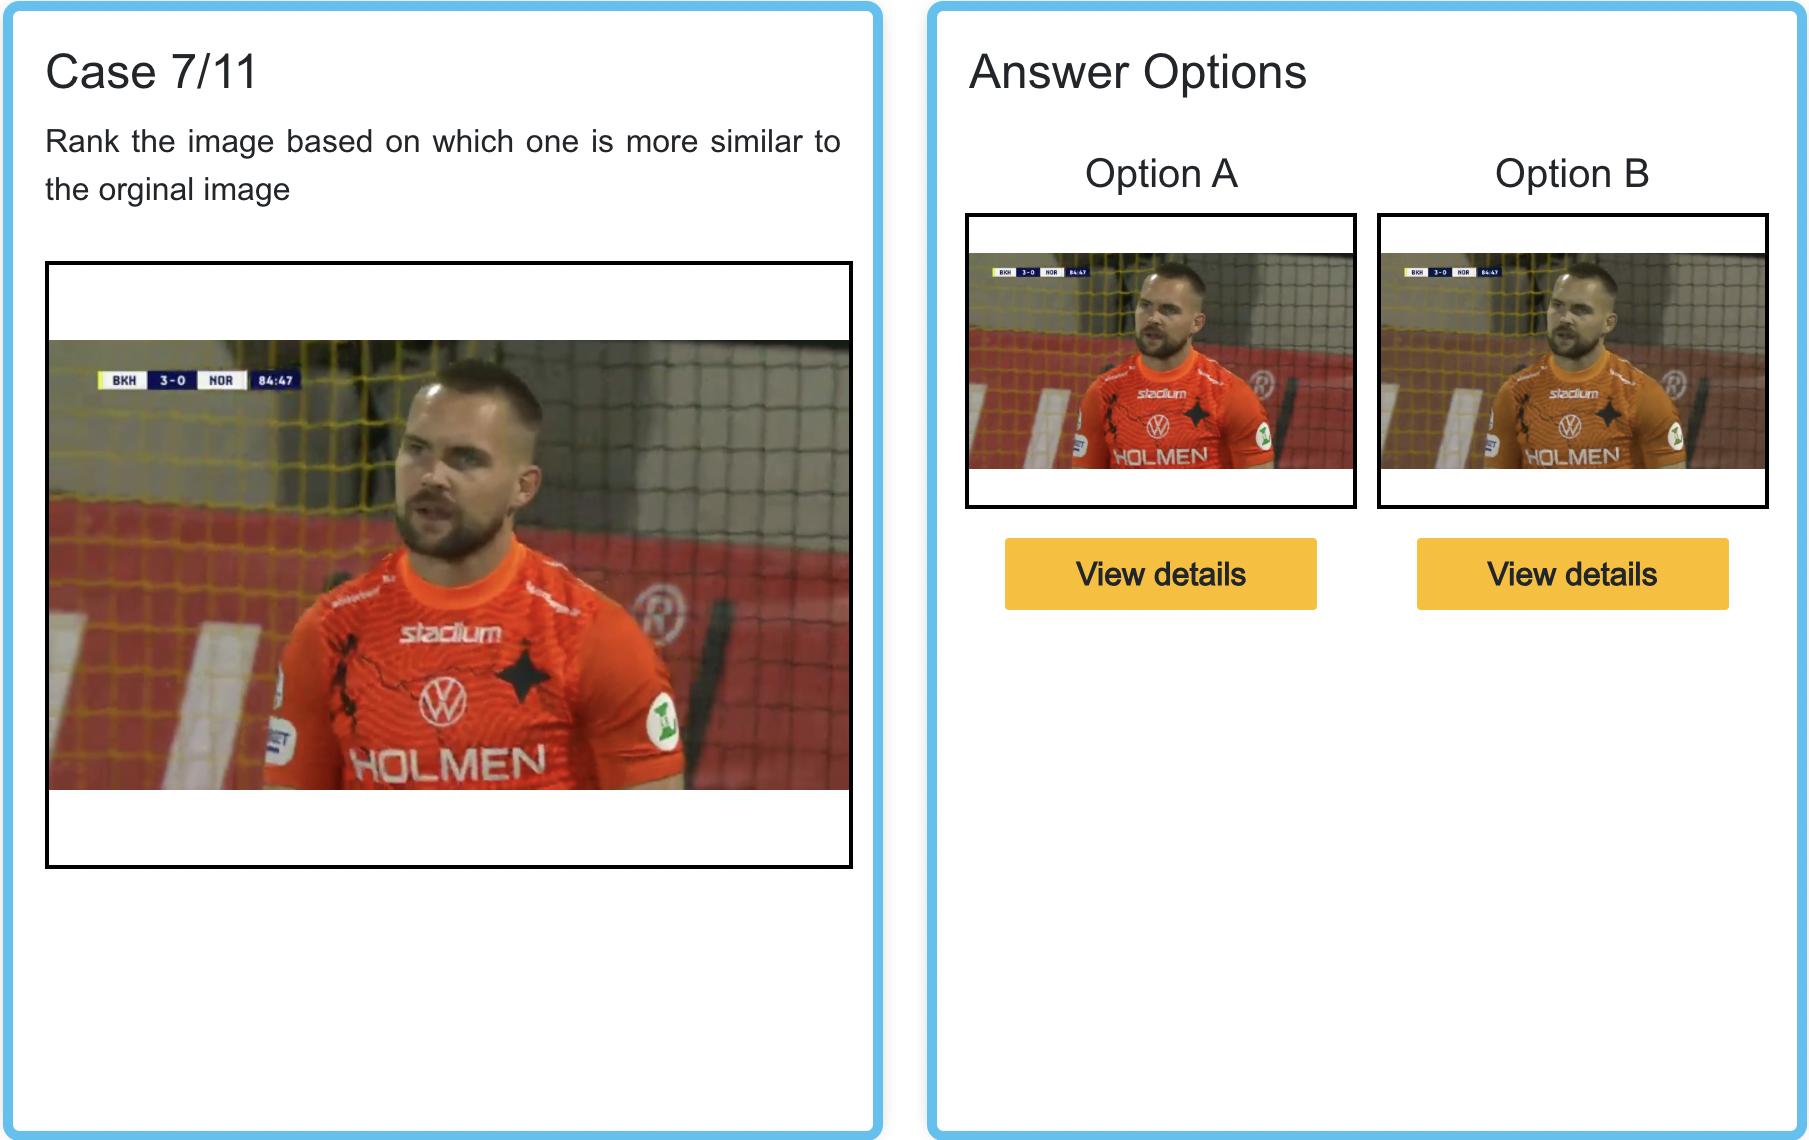 Case 7/11
Rank the image based on which one is more similar to
the orginal image
BKH 3-0 NOR 84:47
stadium
HOLMEN
Answer Options
Option A
Option B
BKH 3-0 NOR 84:47
stadium
HOLMEN
BKH 3-0 NOR 84:47
stadium
HOLMEN
View details
View details